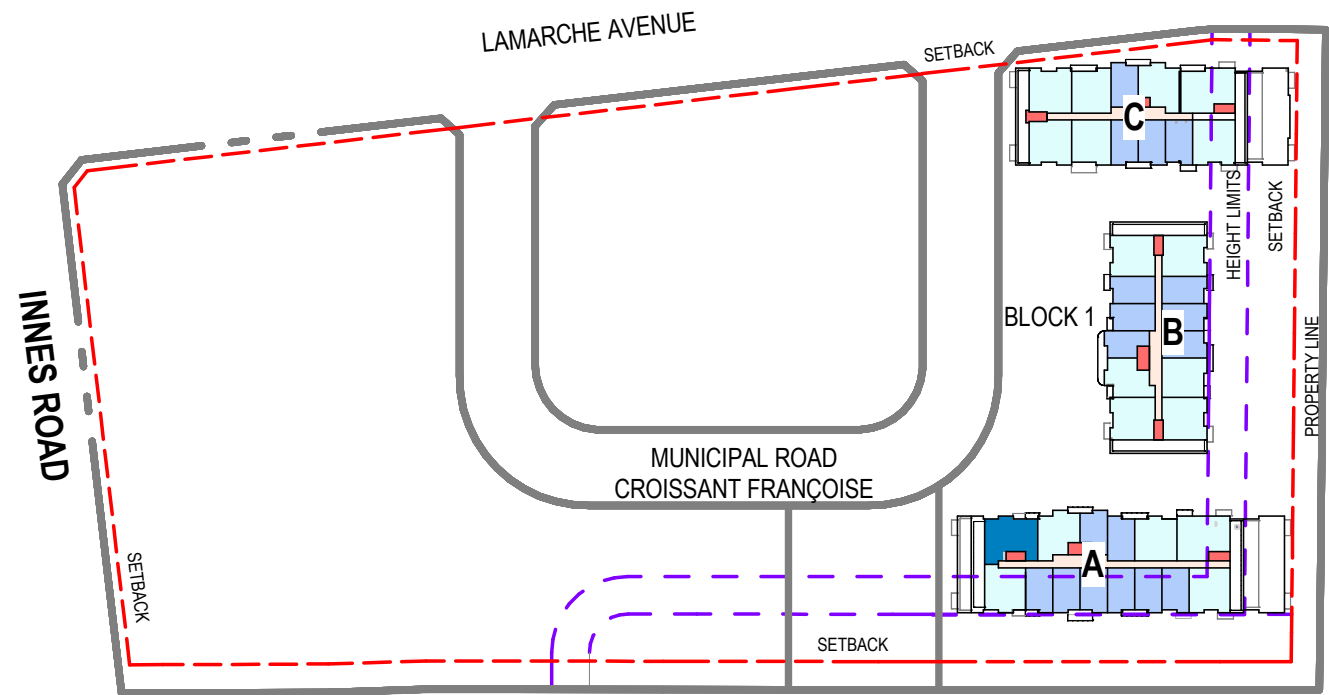 LAMARCHE AVENUE
SETBACK
C
HEIGHT LIMITS
SETBACK
INNES ROAD
BLOCK 1
B
PROPERTY LINE
MUNICIPAL ROAD
CROISSANT FRANÇOISE
A
SETBACK
SETBACK